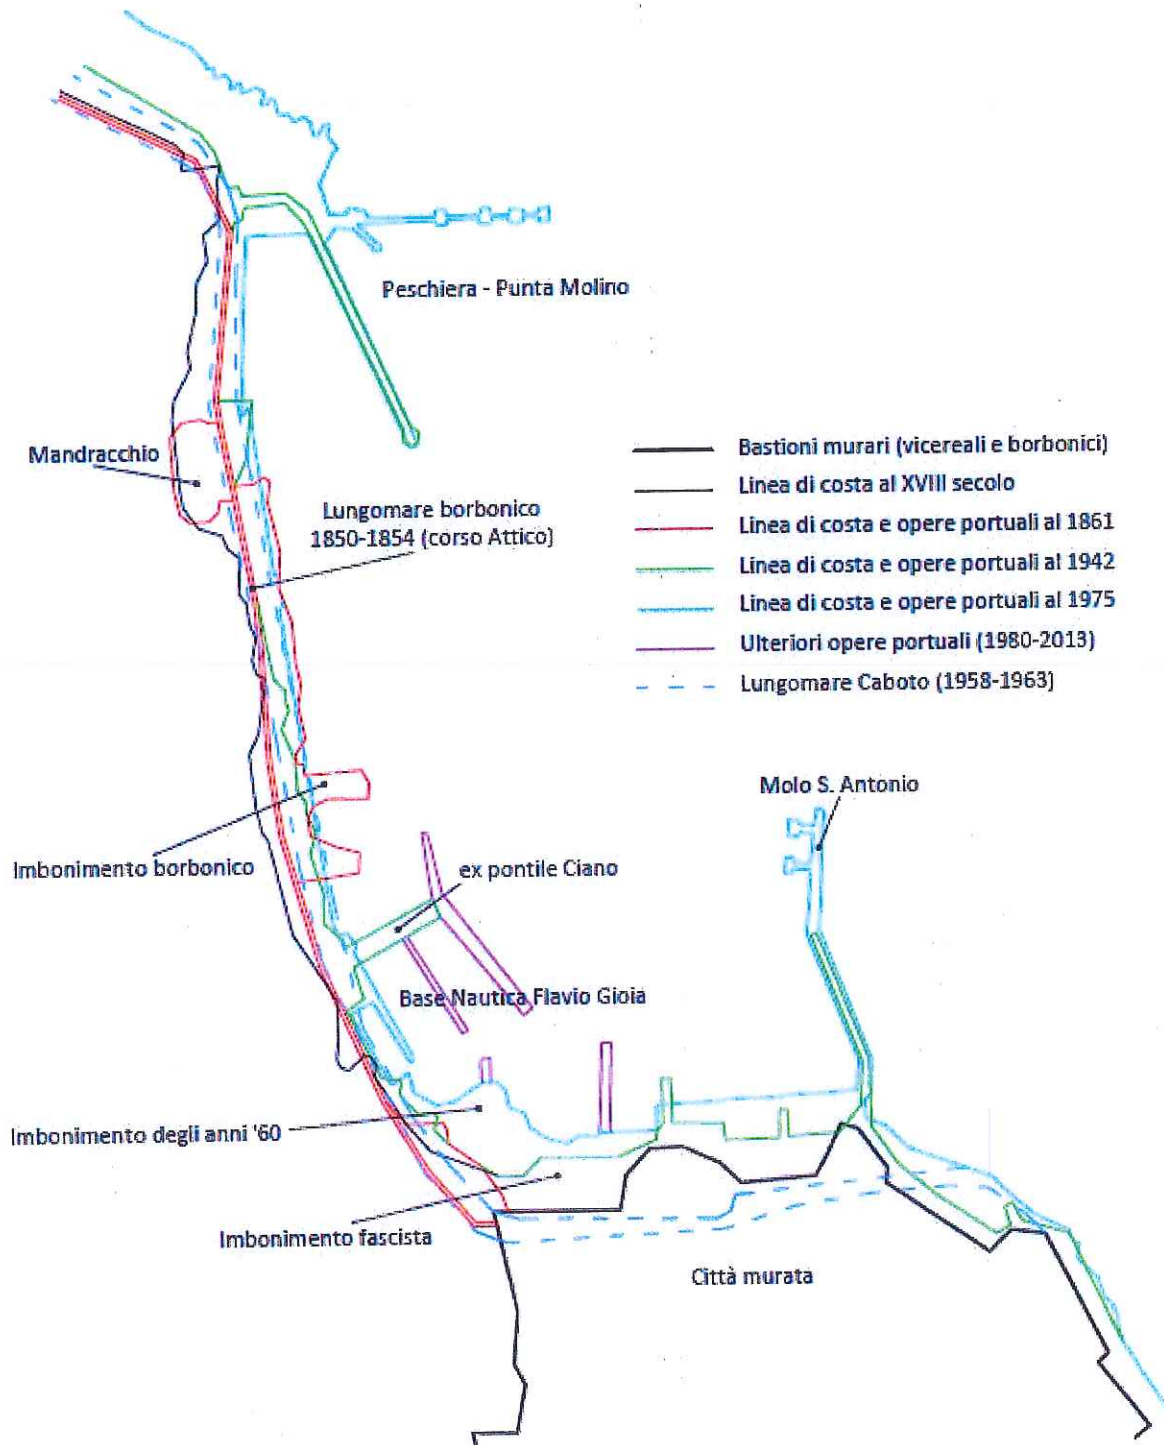 Peschiera - Punta Molino
Mandracchio
Lungomare borbonico
1850-1854 (corso Attico)
Bastioni murari (vicereali e borbonici)
Linea di costa al XVIII secolo
Linea di costa e opere portuali al 1861
Linea di costa e opere portuali al 1942
Linea di costa e opere portuali al 1975
Ulteriori opere portuali (1980-2013)
Lungomare Caboto (1958-1963)
Molo S. Antonio
Imbonimento borbonico
ex pontile Ciano
Base Nautica Flavio Gioia
Imbonimento degli anni '60
Imbonimento fascista
Città murata